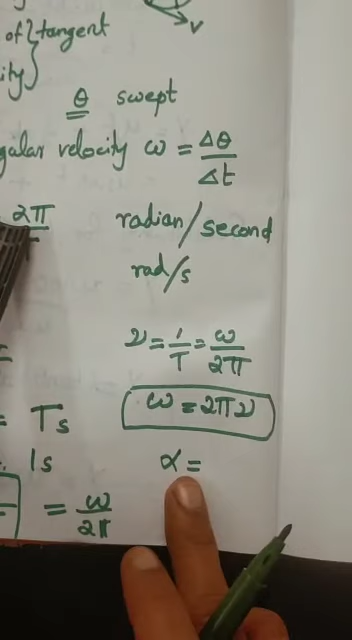 of {tangent
ity}
v
θ swept
gular velocity ω = Δθ/Δt
2π
radian/second
rad/s
ν = 1/T = ω/2π
ω = 2πν
= Ts
1s
α =
= ω/2π